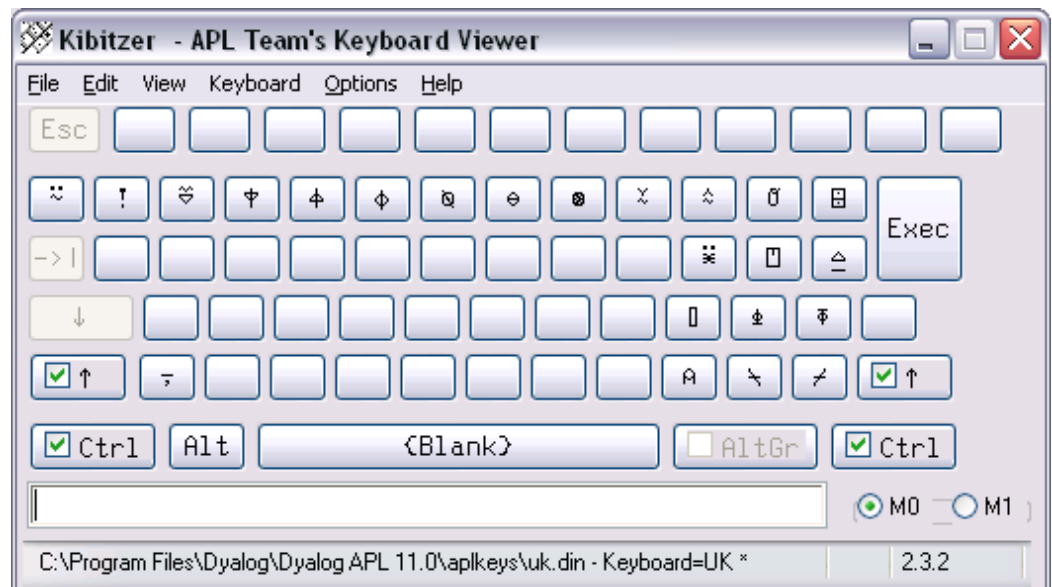 Kibitzer - APL Team's Keyboard Viewer
File Edit View Keyboard Options Help
Esc
⍨ ! ⍫ ⍒ ⍋ ⌽ ⍉ ⊖ ⍟ ⍱ ⍲ ⌹
Exec
->| ⍣ ⍞ ⍙
↓ ⌷ ⍎ ⍕
↑ ⍪ ⍝ ⍀ ⌿ ↑
Ctrl Alt {Blank} AltGr Ctrl
M0 M1
C:\Program Files\Dyalog\Dyalog APL 11.0\aplkeys\uk.din - Keyboard=UK * 2.3.2